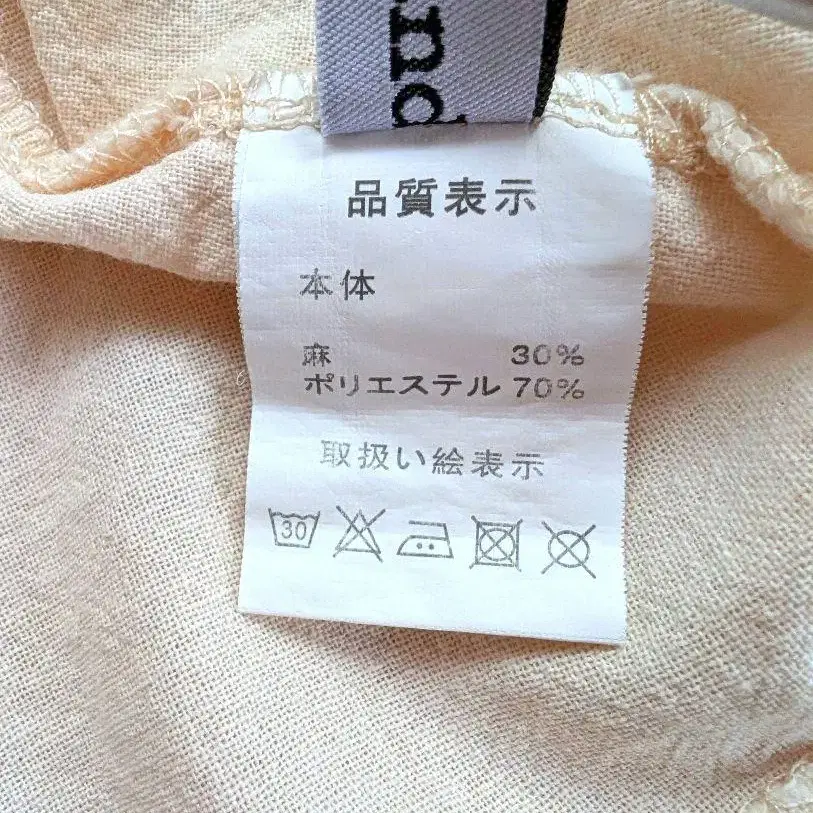 and
品質表示
本体
麻 30%
ポリエステル 70%
取扱い絵表示
30